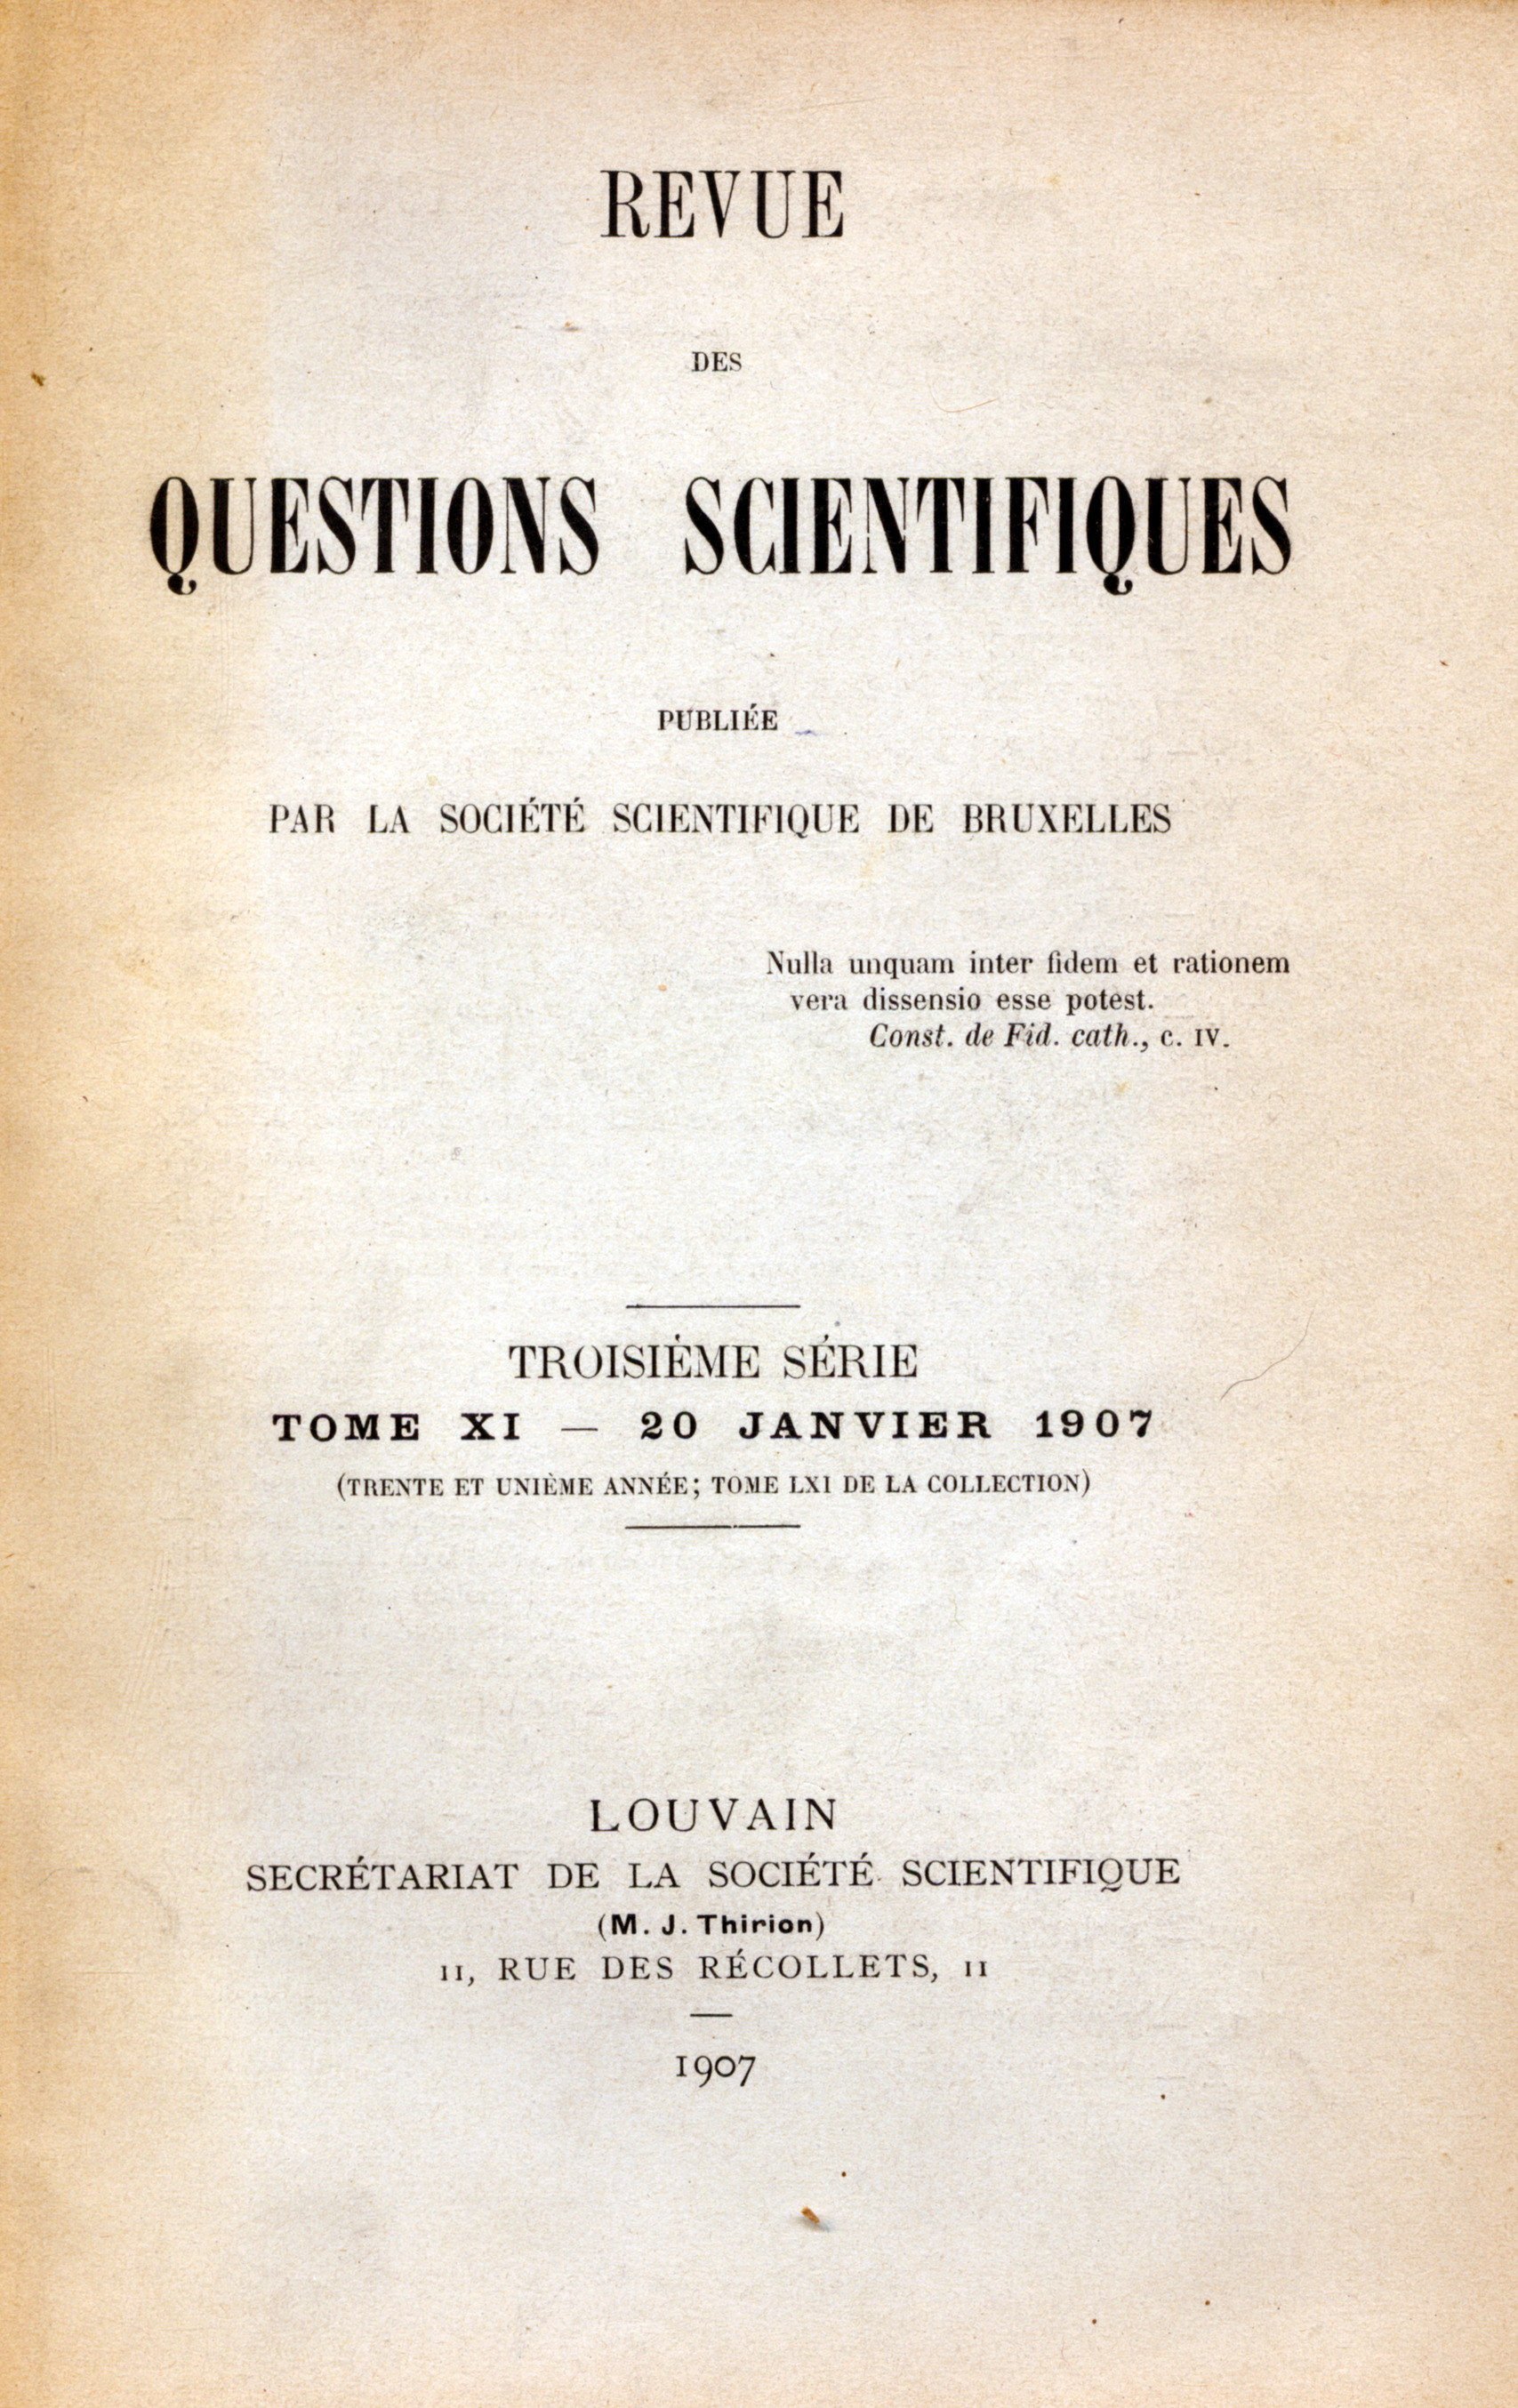 REVUE
DES
QUESTIONS SCIENTIFIQUES
PUBLIÉE
PAR LA SOCIÉTÉ SCIENTIFIQUE DE BRUXELLES
Nulla unquam inter fidem et rationem
vera dissensio esse potest.
Const. de Fid. cath., c. IV.
TROISIÈME SÉRIE
TOME XI — 20 JANVIER 1907
(TRENTE ET UNIÈME ANNÉE; TOME LXI DE LA COLLECTION)
LOUVAIN
SECRÉTARIAT DE LA SOCIÉTÉ SCIENTIFIQUE
(M. J. Thirion)
11, RUE DES RÉCOLLETS, 11
1907